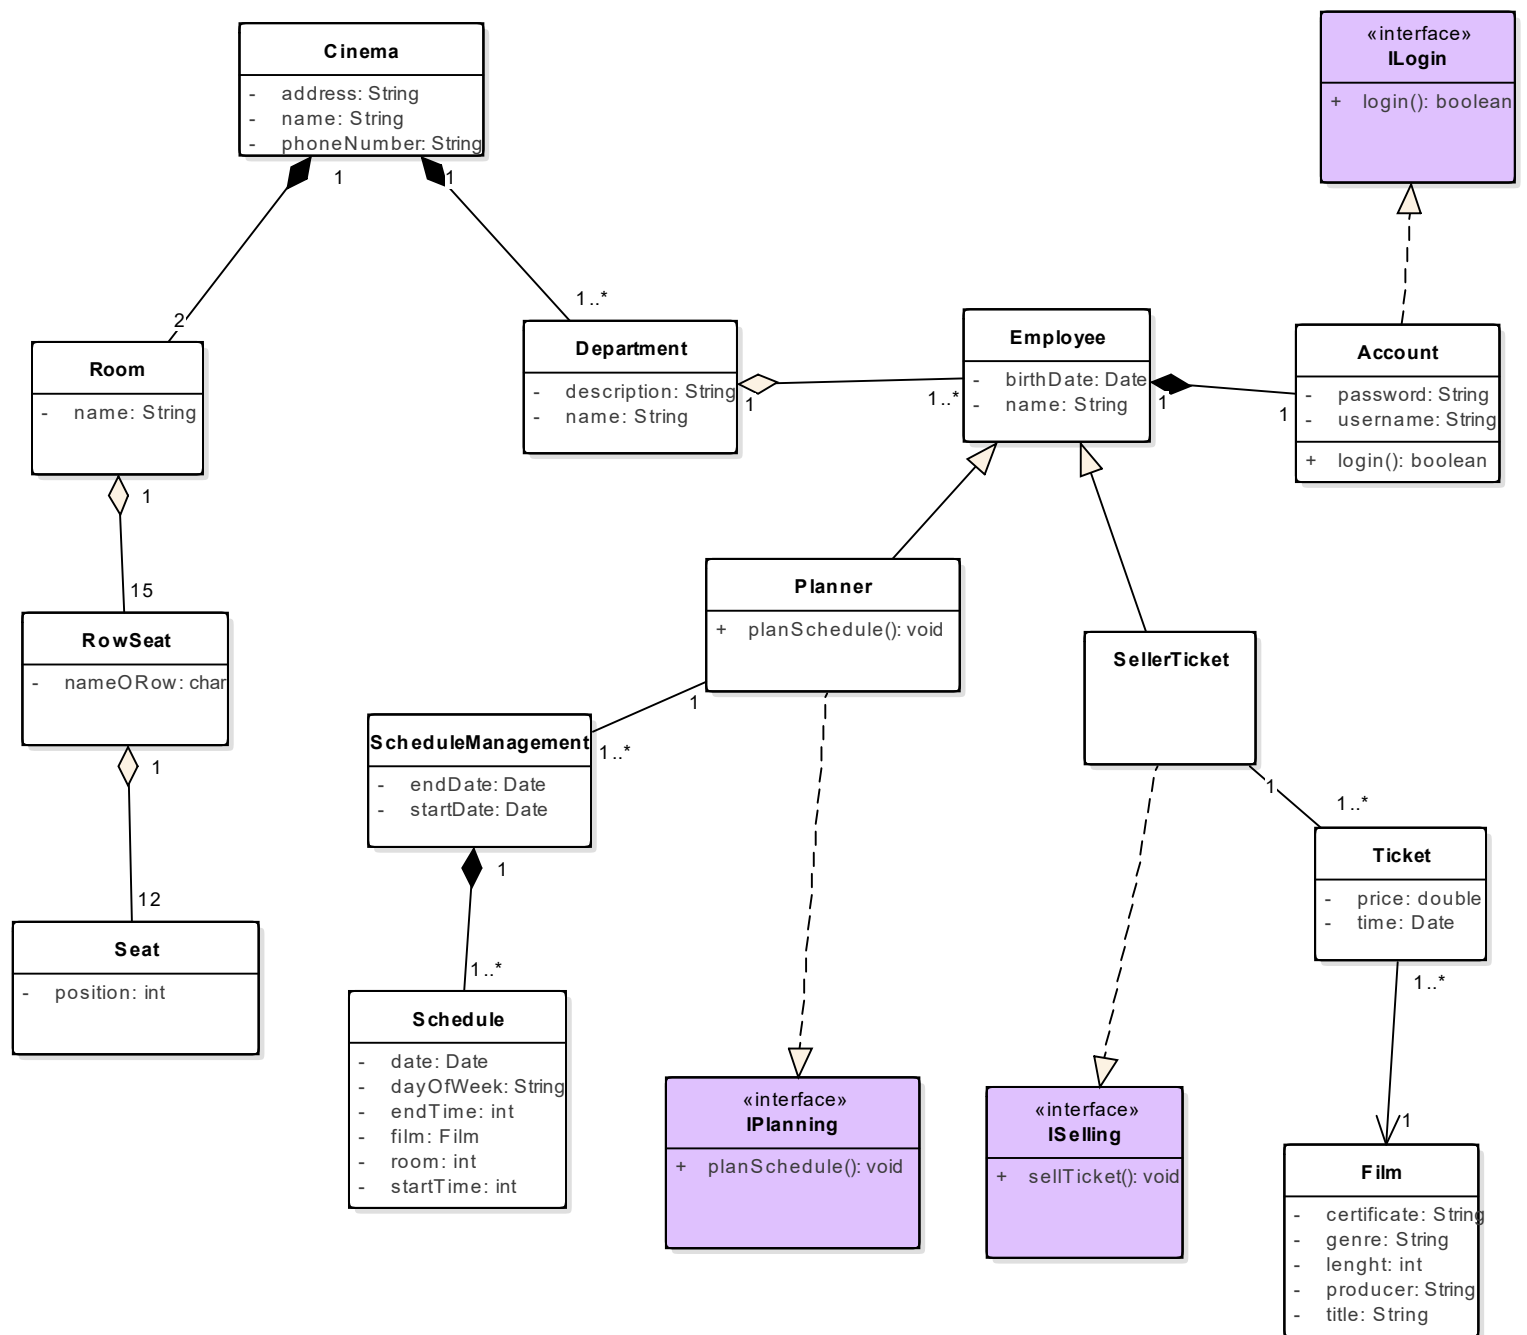 Cinema
- address: String
- name: String
- phoneNumber: String
1
1
2
1..*
«interface»
ILogin
+ login(): boolean
Room
- name: String
1
15
Department
- description: String
- name: String
1
1..*
Employee
- birthDate: Date
- name: String
1
1
Account
- password: String
- username: String
+ login(): boolean
RowSeat
- nameORow: char
1
12
Seat
- position: int
Planner
+ planSchedule(): void
1
1..*
SellerTicket
1
1..*
ScheduleManagement
- endDate: Date
- startDate: Date
1
1..*
Ticket
- price: double
- time: Date
1..*
1
Schedule
- date: Date
- dayOfWeek: String
- endTime: int
- film: Film
- room: int
- startTime: int
«interface»
IPlanning
+ planSchedule(): void
«interface»
ISelling
+ sellTicket(): void
Film
- certificate: String
- genre: String
- lenght: int
- producer: String
- title: String